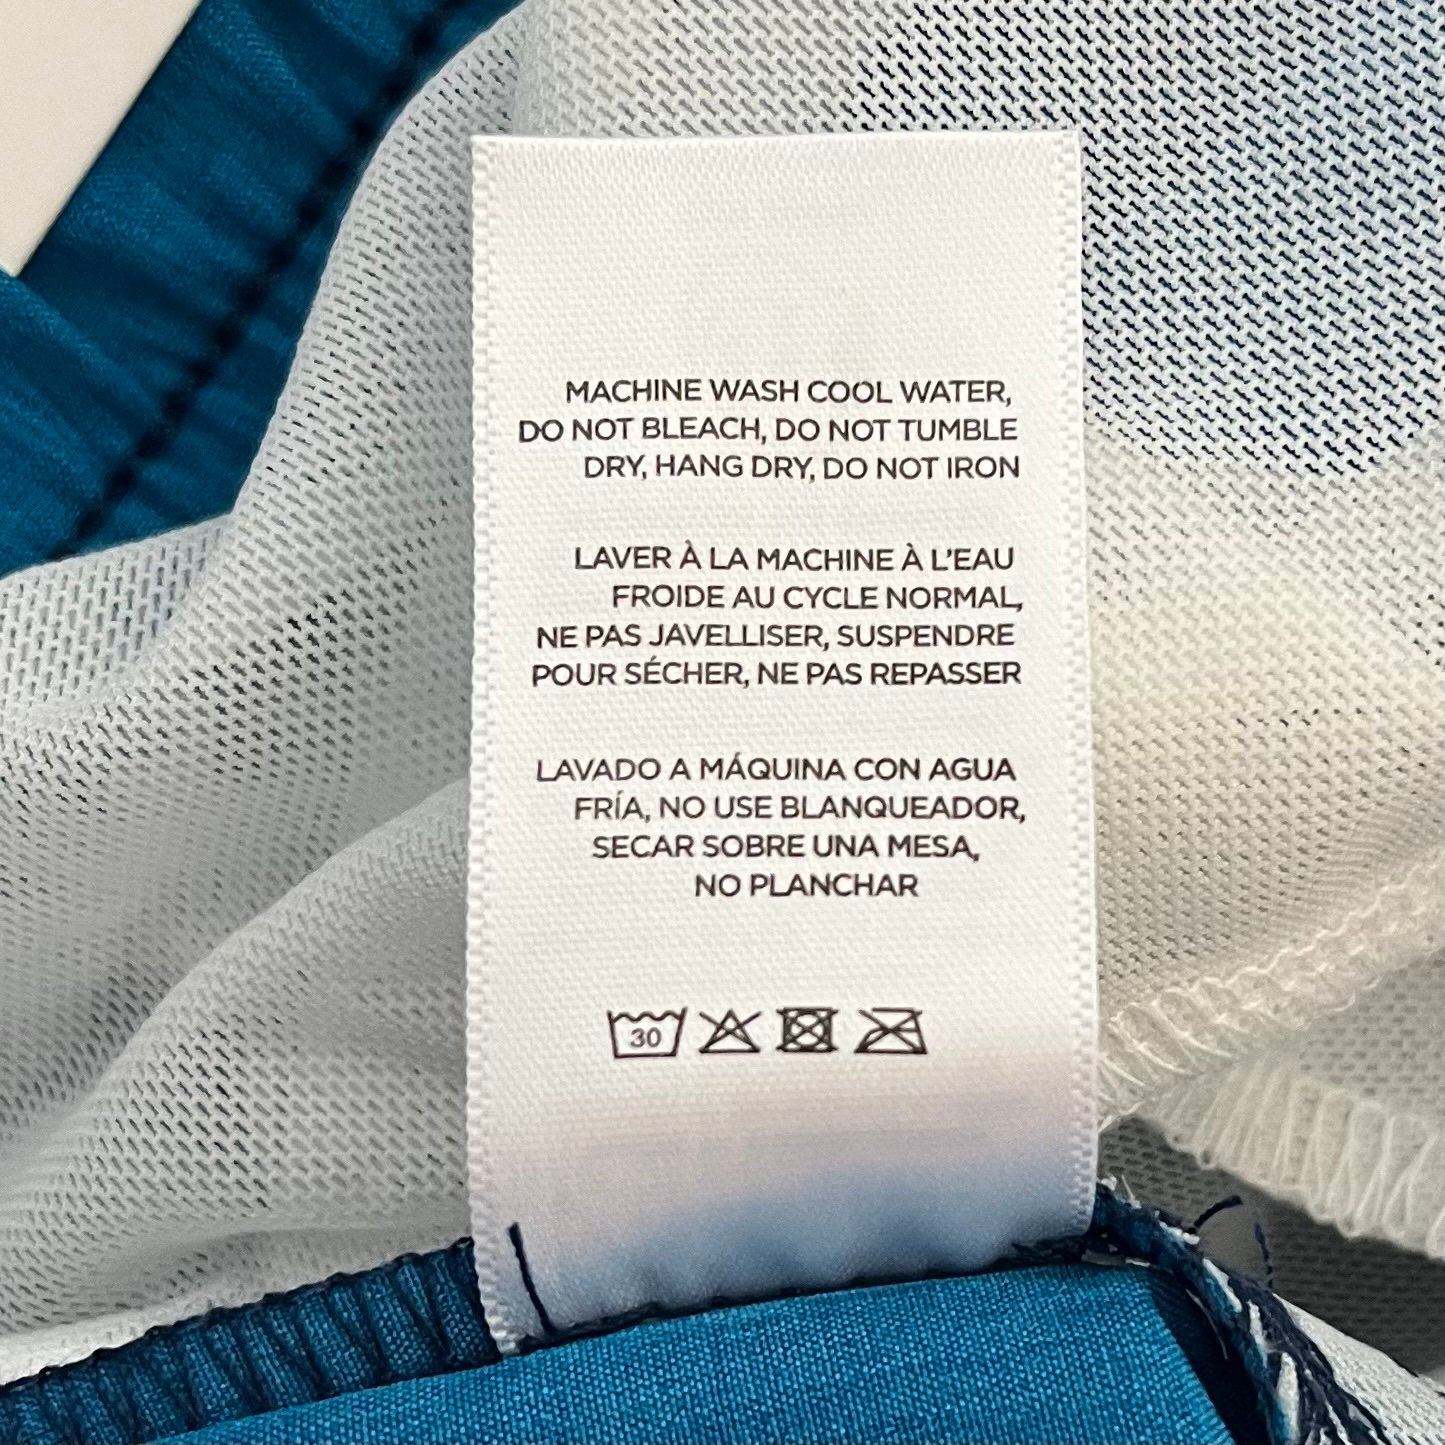 MACHINE WASH COOL WATER,
DO NOT BLEACH, DO NOT TUMBLE
DRY, HANG DRY, DO NOT IRON
LAVER À LA MACHINE À L'EAU
FROIDE AU CYCLE NORMAL,
NE PAS JAVELLISER, SUSPENDRE
POUR SÉCHER, NE PAS REPASSER
LAVADO A MÁQUINA CON AGUA
FRÍA, NO USE BLANQUEADOR,
SECAR SOBRE UNA MESA,
NO PLANCHAR
30